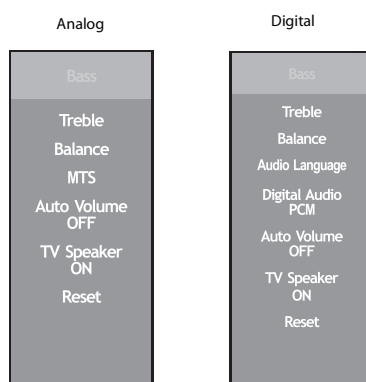 Analog
Bass
Treble
Balance
MTS
Auto Volume
OFF
TV Speaker
ON
Reset
Digital
Bass
Treble
Balance
Audio Language
Digital Audio
PCM
Auto Volume
OFF
TV Speaker
ON
Reset